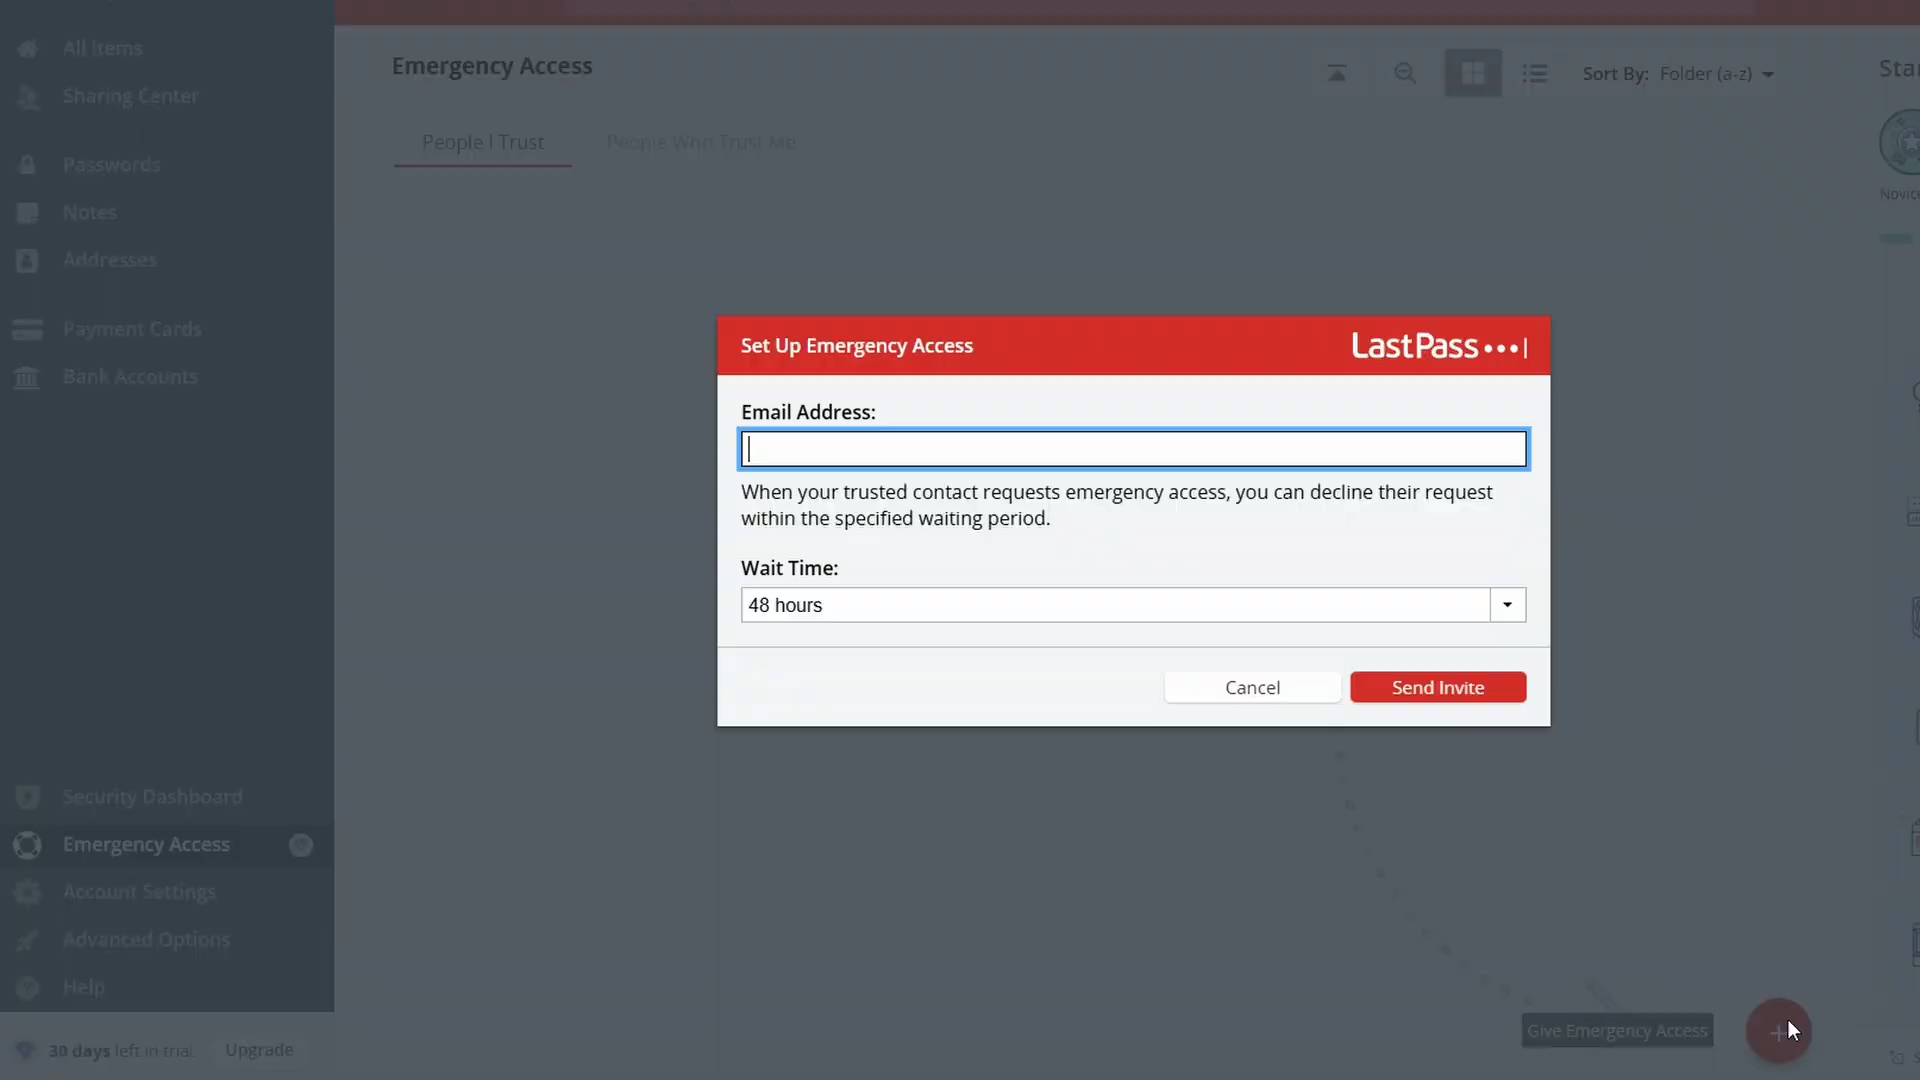 All Items
Sharing Center
Passwords
Notes
Addresses
Payment Cards
Bank Accounts
Security Dashboard
Emergency Access
Account Settings
Advanced Options
Help
30 days left in trial
Upgrade
Emergency Access
Sort By: Folder (a-z)
People I Trust
People Who Trust Me
Set Up Emergency Access
LastPass
Email Address:
When your trusted contact requests emergency access, you can decline their request
within the specified waiting period.
Wait Time:
48 hours
Cancel
Send Invite
Give Emergency Access